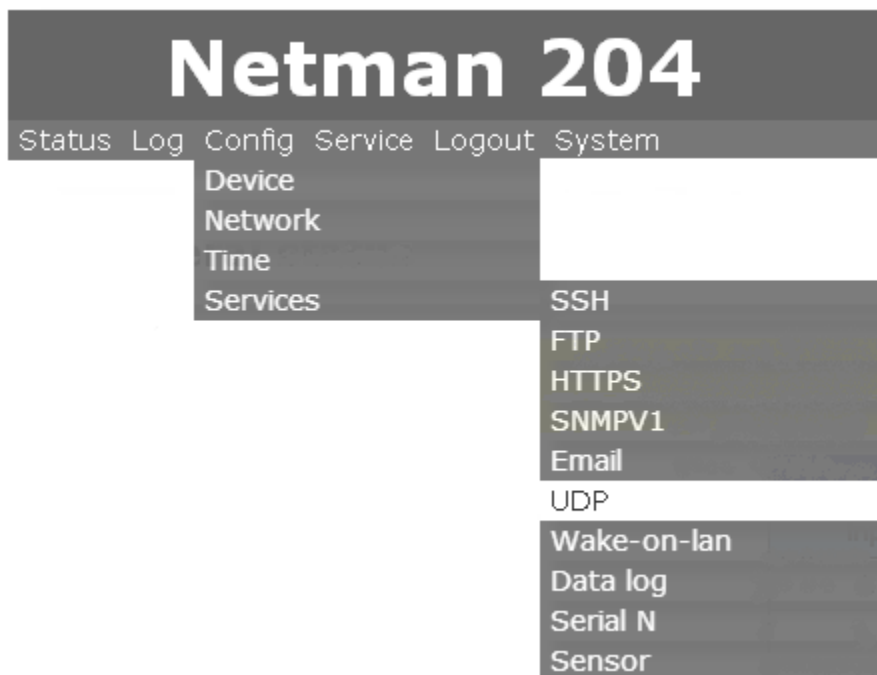 Netman 204
Status Log Config Service Logout System
Device
Network
Time
Services
SSH
FTP
HTTPS
SNMPV1
Email
UDP
Wake-on-lan
Data log
Serial N
Sensor